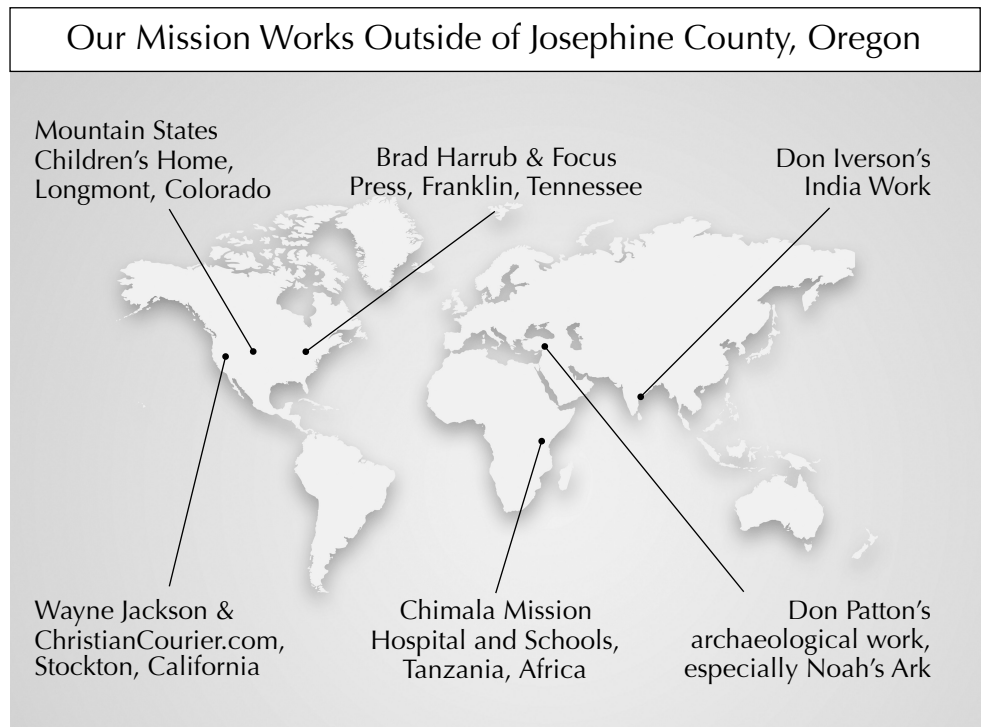 Our Mission Works Outside of Josephine County, Oregon
Mountain States
Children's Home,
Longmont, Colorado
Brad Harrub & Focus
Press, Franklin, Tennessee
Don Iverson's
India Work
Wayne Jackson &
ChristianCourier.com,
Stockton, California
Chimala Mission
Hospital and Schools,
Tanzania, Africa
Don Patton's
archaeological work,
especially Noah's Ark